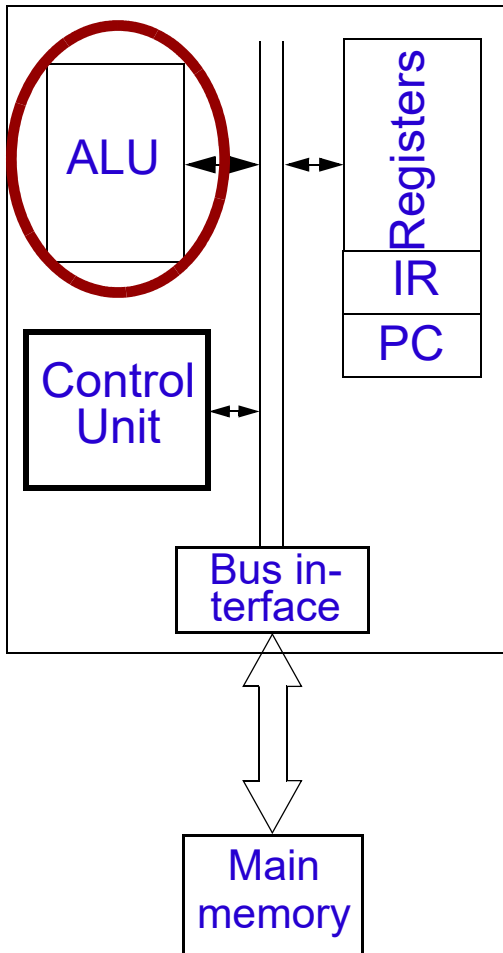 ALU
Registers
IR
PC
Control
Unit
Bus in-
terface
Main
memory